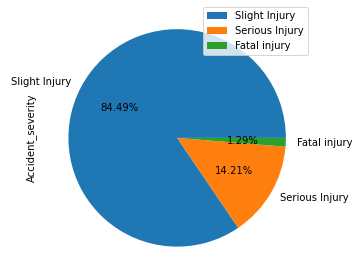 Slight Injury
Serious Injury
Fatal injury
Slight Injury
84.49%
Accident_severity
1.29%
Fatal injury
14.21%
Serious Injury